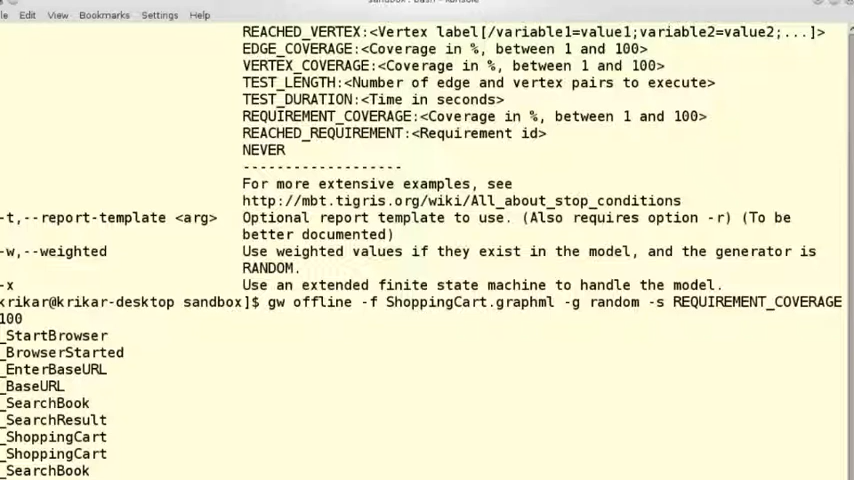 sandbox : bash - Konsole
le Edit View Bookmarks Settings Help
REACHED_VERTEX:<Vertex label[/variable1=value1;variable2=value2;...]>
EDGE_COVERAGE:<Coverage in %, between 1 and 100>
VERTEX_COVERAGE:<Coverage in %, between 1 and 100>
TEST_LENGTH:<Number of edge and vertex pairs to execute>
TEST_DURATION:<Time in seconds>
REQUIREMENT_COVERAGE:<Coverage in %, between 1 and 100>
REACHED_REQUIREMENT:<Requirement id>
NEVER
-------------------
For more extensive examples, see
http://mbt.tigris.org/wiki/All_about_stop_conditions
-t,--report-template <arg> Optional report template to use. (Also requires option -r) (To be
better documented)
-w,--weighted Use weighted values if they exist in the model, and the generator is
RANDOM.
-x Use an extended finite state machine to handle the model.
krikar@krikar-desktop sandbox]$ gw offline -f ShoppingCart.graphml -g random -s REQUIREMENT_COVERAGE
100
_StartBrowser
_BrowserStarted
_EnterBaseURL
_BaseURL
_SearchBook
_SearchResult
_ShoppingCart
_ShoppingCart
_SearchBook